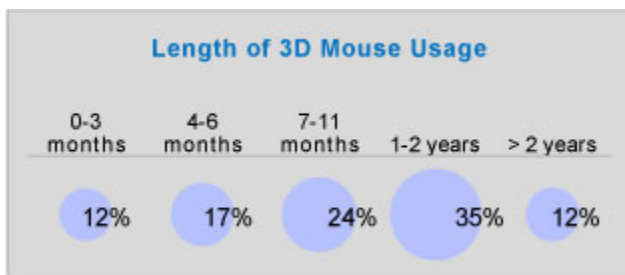 Length of 3D Mouse Usage
0-3 months
4-6 months
7-11 months
1-2 years
> 2 years
12%
17%
24%
35%
12%